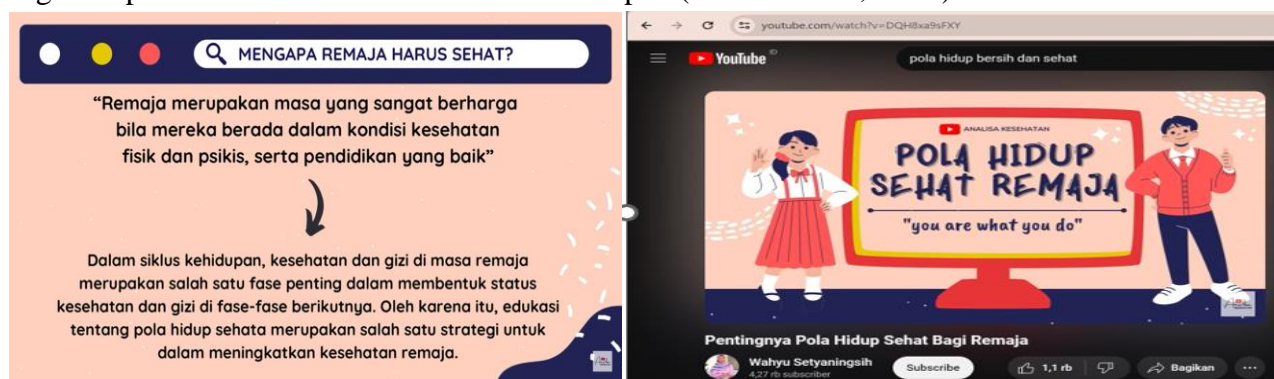 MENGAPA REMAJA HARUS SEHAT?
“Remaja merupakan masa yang sangat berharga
bila mereka berada dalam kondisi kesehatan
fisik dan psikis, serta pendidikan yang baik”
Dalam siklus kehidupan, kesehatan dan gizi di masa remaja
merupakan salah satu fase penting dalam membentuk status
kesehatan dan gizi di fase-fase berikutnya. Oleh karena itu, edukasi
tentang pola hidup sehata merupakan salah satu strategi untuk
dalam meningkatkan kesehatan remaja.
youtube.com/watch?v=DQH8xa9sFXY
YouTube ID
pola hidup bersih dan sehat
ANALISA KESEHATAN
POLA HIDUP
SEHAT REMAJA
"you are what you do"
Pentingnya Pola Hidup Sehat Bagi Remaja
Wahyu Setyaningsih
4,27 rb subscriber
Subscribe
1,1 rb
Bagikan